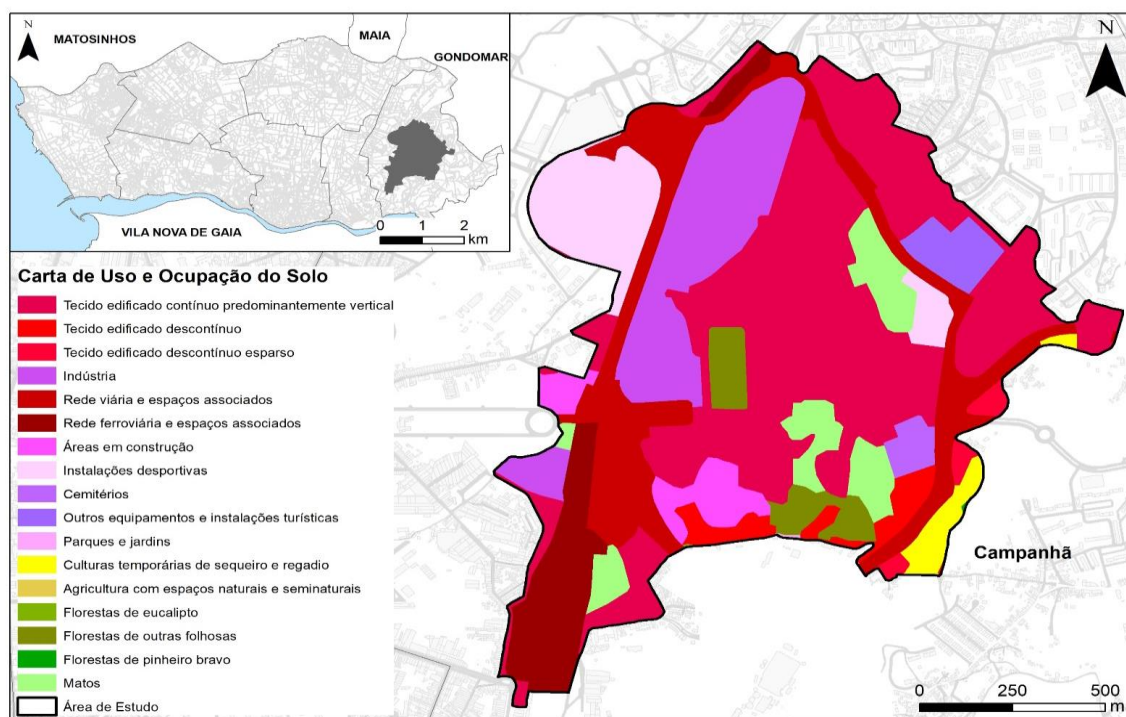 N
MATOSINHOS
MAIA
GONDOMAR
VILA NOVA DE GAIA
0 1 2
km
Carta de Uso e Ocupação do Solo
Tecido edificado contínuo predominantemente vertical
Tecido edificado descontínuo
Tecido edificado descontínuo esparso
Indústria
Rede viária e espaços associados
Rede ferroviária e espaços associados
Áreas em construção
Instalações desportivas
Cemitérios
Outros equipamentos e instalações turísticas
Parques e jardins
Culturas temporárias de sequeiro e regadio
Agricultura com espaços naturais e seminaturais
Florestas de eucalipto
Florestas de outras folhosas
Florestas de pinheiro bravo
Matos
Área de Estudo
N
Campanhã
0 250 500
m